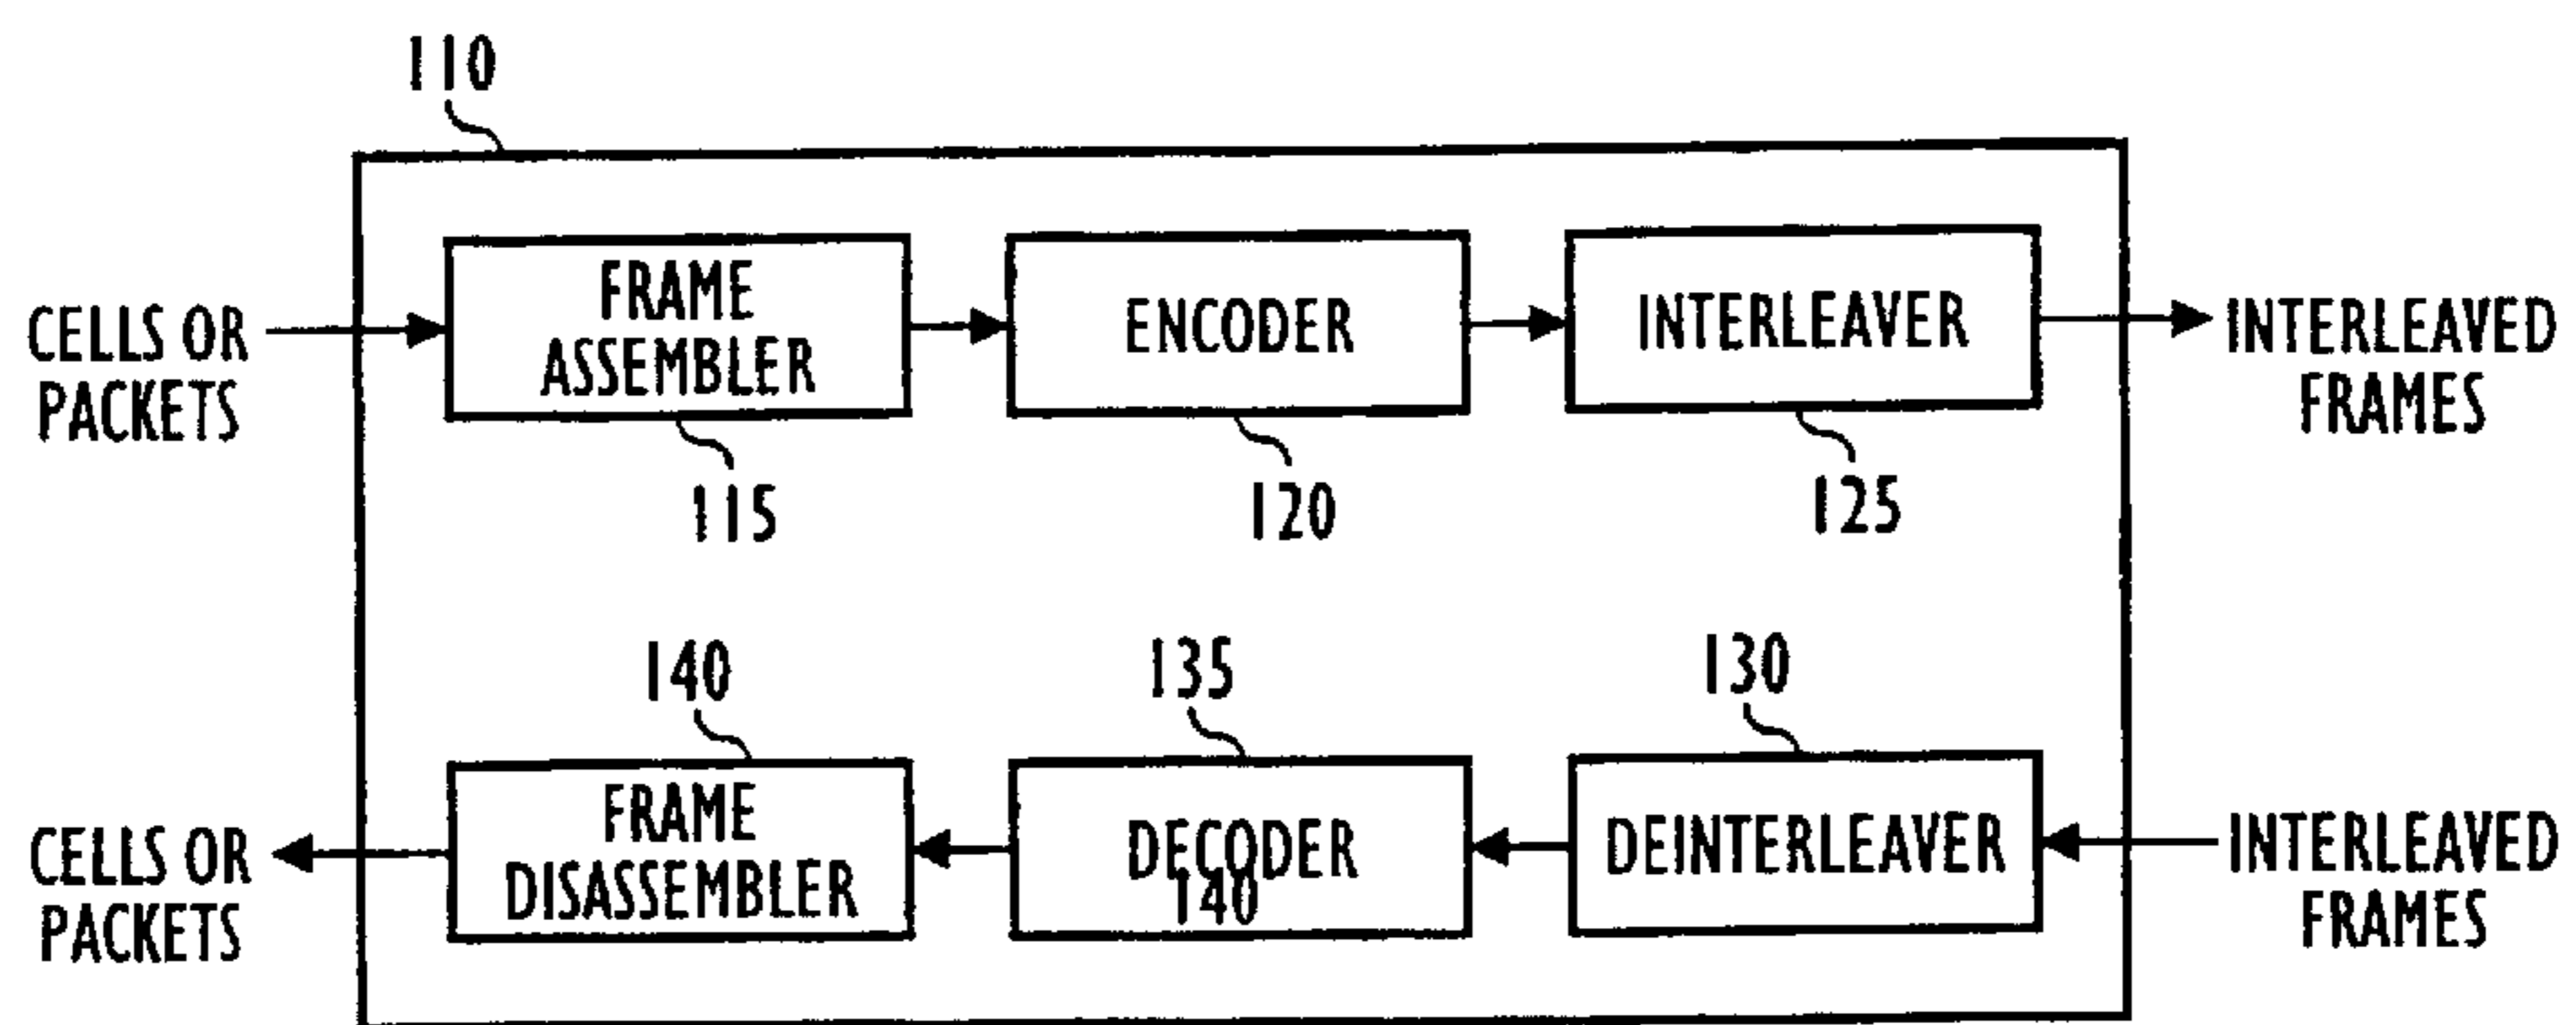 110
CELLS OR
PACKETS
FRAME
ASSEMBLER
ENCODER
INTERLEAVER
INTERLEAVED
FRAMES
115
120
125
140
135
130
CELLS OR
PACKETS
FRAME
DISASSEMBLER
DECODER
140
DEINTERLEAVER
INTERLEAVED
FRAMES